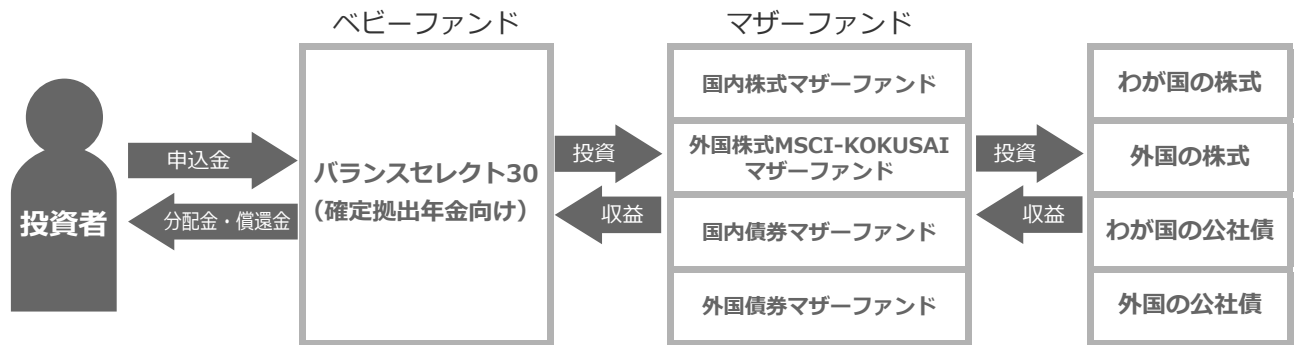 ベビーファンド
マザーファンド
投資者
申込金
分配金・償還金
バランスセレクト30
(確定拠出年金向け)
投資
収益
国内株式マザーファンド
外国株式MSCI-KOKUSAI
マザーファンド
国内債券マザーファンド
外国債券マザーファンド
投資
収益
わが国の株式
外国の株式
わが国の公社債
外国の公社債